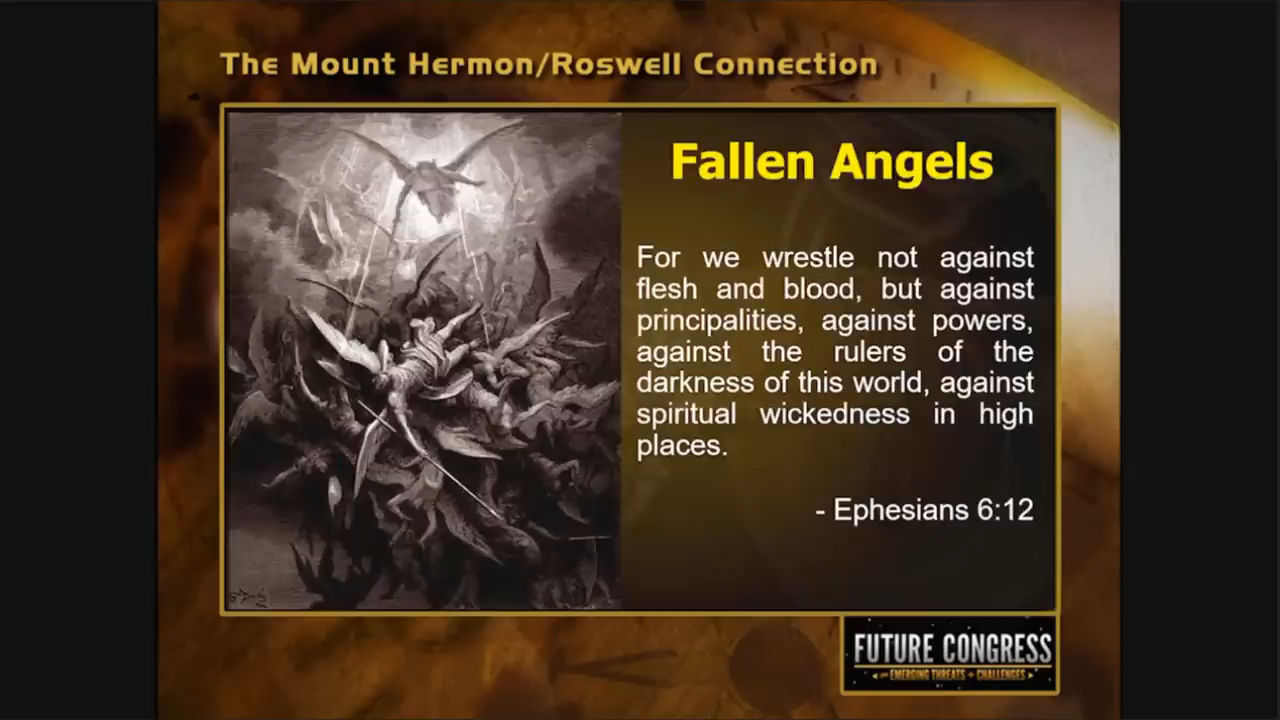 The Mount Hermon/Roswell Connection
Fallen Angels
For we wrestle not against
flesh and blood, but against
principalities, against powers,
against the rulers of the
darkness of this world, against
spiritual wickedness in high
places.
- Ephesians 6:12
FUTURE CONGRESS
EMERGING THREATS + CHALLENGES